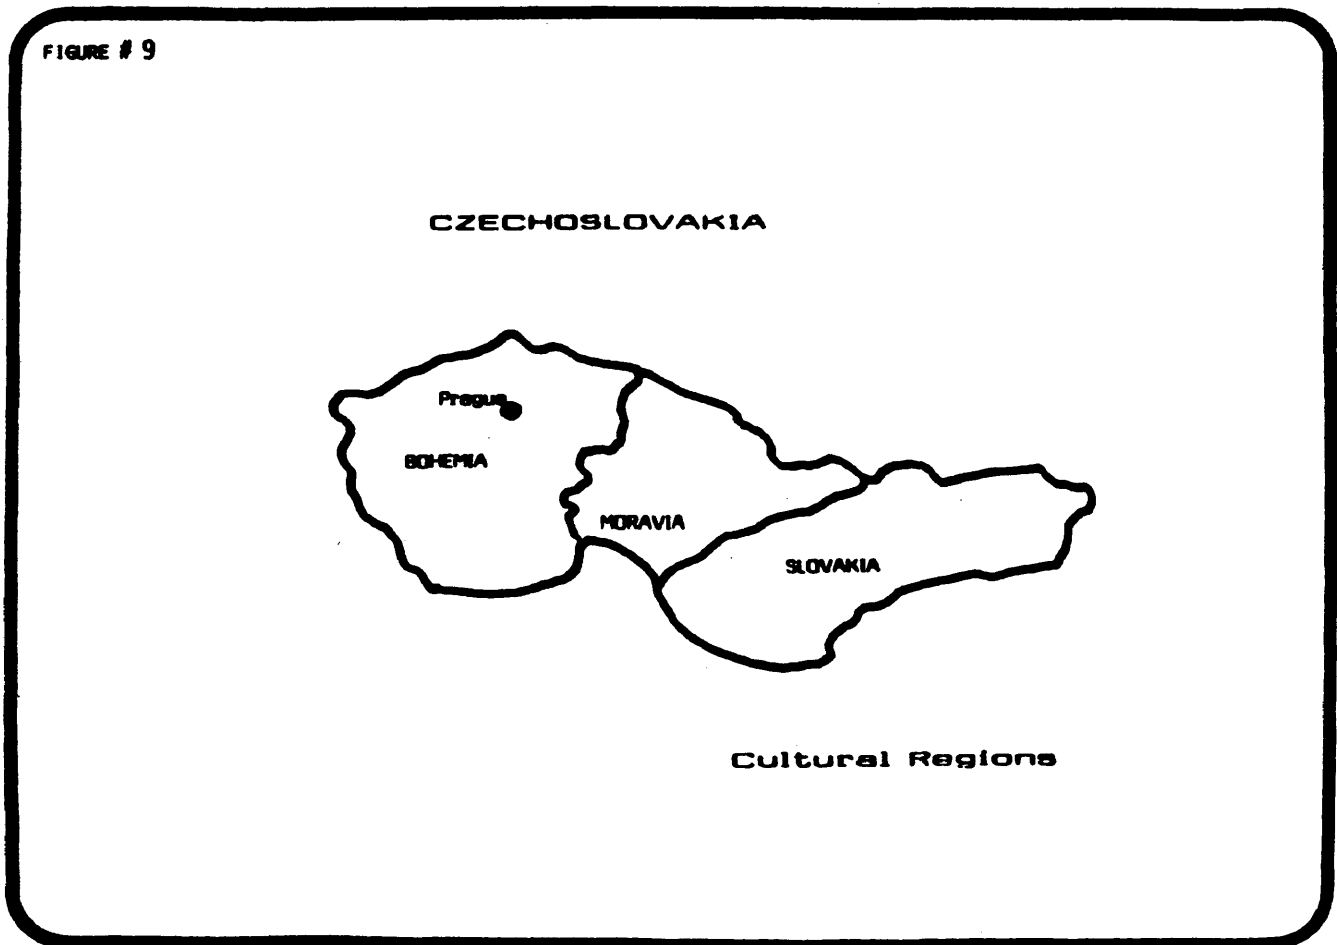 FIGURE # 9
CZECHOSLOVAKIA
Prague
BOHEMIA
MORAVIA
SLOVAKIA
Cultural Regions